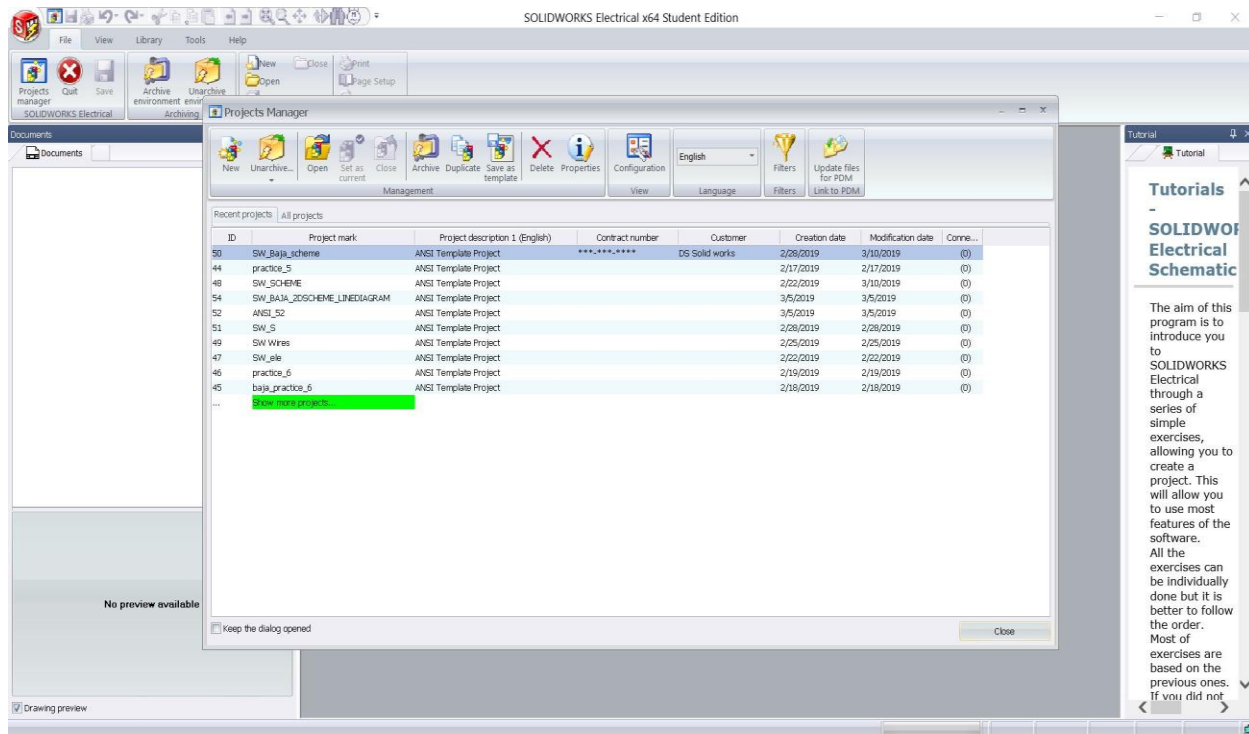 SOLIDWORKS Electrical x64 Student Edition
File View Library Tools Help
Projects manager
Quit
Save
Archive environment
Unarchive
New
Close
Print
Open
Page Setup
SOLIDWORKS Electrical
Archiving
Documents
Documents
No preview available
Drawing preview
Projects Manager
New
Unarchive...
Open
Set as current
Close
Archive
Duplicate
Save as template
Delete
Properties
Configuration
English
Filters
Update files for PDM
Management
View
Language
Filters
Link to PDM
Recent projects All projects
ID Project mark Project description 1 (English) Contract number Customer Creation date Modification date Conne...
50 SW_Baja_scheme ANSI Template Project ***-***-**** DS Solid works 2/28/2019 3/10/2019 (0)
44 practice_5 ANSI Template Project 2/17/2019 2/17/2019 (0)
48 SW_SCHEME ANSI Template Project 2/22/2019 3/10/2019 (0)
54 SW_BAJA_2DSCHEME_LINEDIAGRAM ANSI Template Project 3/5/2019 3/5/2019 (0)
52 ANSI_52 ANSI Template Project 3/5/2019 3/5/2019 (0)
51 SW_S ANSI Template Project 2/28/2019 2/28/2019 (0)
49 SW Wires ANSI Template Project 2/25/2019 2/25/2019 (0)
47 SW_ele ANSI Template Project 2/22/2019 2/22/2019 (0)
46 practice_6 ANSI Template Project 2/19/2019 2/19/2019 (0)
45 baja_practice_6 ANSI Template Project 2/18/2019 2/18/2019 (0)
... Show more projects...
Keep the dialog opened
Close
Tutorial
Tutorial
Tutorials
-
SOLIDWOR
Electrical
Schematic
The aim of this
program is to
introduce you
to
SOLIDWORKS
Electrical
through a
series of
simple
exercises,
allowing you to
create a
project. This
will allow you
to use most
features of the
software.
All the
exercises can
be individually
done but it is
better to follow
the order.
Most of
exercises are
based on the
previous ones.
If you did not